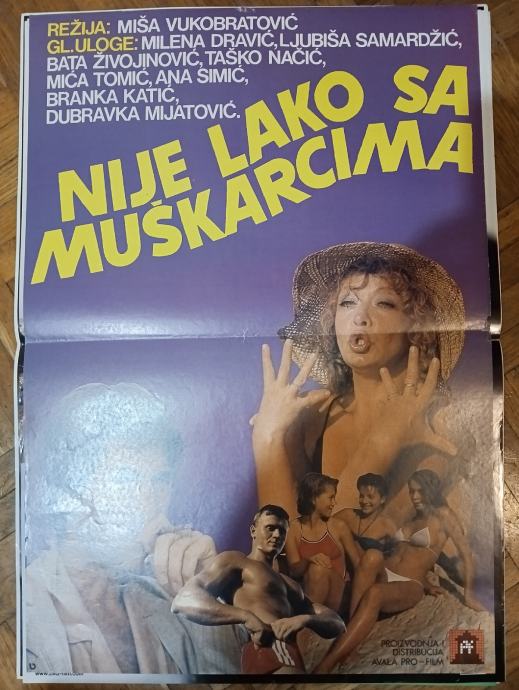 REŽIJA: MIŠA VUKOBRATOVIĆ
GL.ULOGE: MILENA DRAVIĆ, LJUBIŠA SAMARDŽIĆ,
BATA ŽIVOJINOVIĆ, TAŠKO NAČIĆ,
MIĆA TOMIĆ, ANA SIMIĆ,
BRANKA KATIĆ,
DUBRAVKA MIJATOVIĆ.
NIJE LAKO SA
MUŠKARCIMA
PROIZVODNJA I
DISTRIBUCIJA
AVALA PRO-FILM